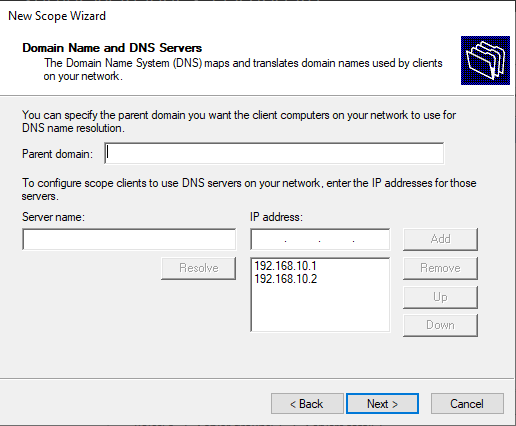 New Scope Wizard
Domain Name and DNS Servers
The Domain Name System (DNS) maps and translates domain names used by clients
on your network.
You can specify the parent domain you want the client computers on your network to use for
DNS name resolution.
Parent domain:
To configure scope clients to use DNS servers on your network, enter the IP addresses for those
servers.
Server name:
IP address:
. . .
Add
Resolve
192.168.10.1
Remove
192.168.10.2
Up
Down
< Back
Next >
Cancel